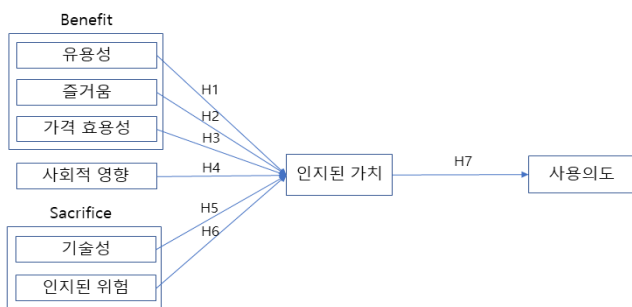 Benefit
유용성
즐거움
가격 효용성
사회적 영향
Sacrifice
기술성
인지된 위험
H1
H2
H3
H4
H5
H6
인지된 가치
H7
사용의도